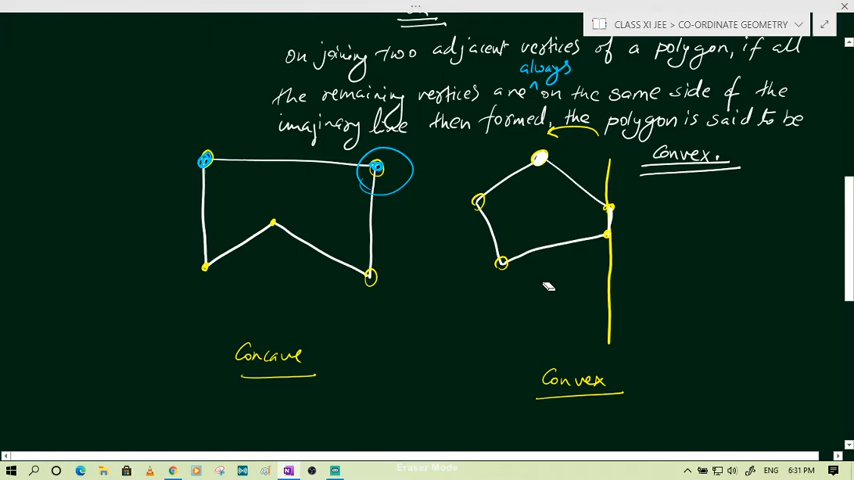 CLASS XI JEE > CO-ORDINATE GEOMETRY
On joining two adjacent vertices of a polygon, if all
always
the remaining vertices are ^ on the same side of the
imaginary line then formed, the polygon is said to be
Convex.
Concave
Convex
Eraser Mode
ENG 6:31 PM